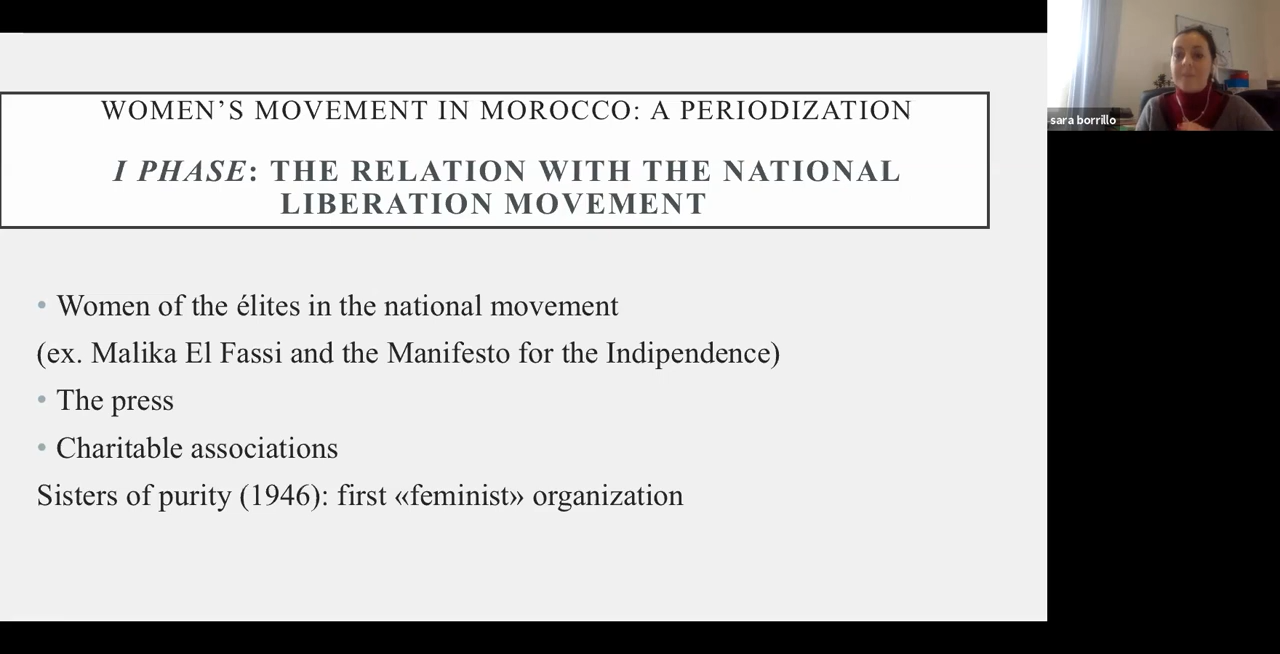 WOMEN’S MOVEMENT IN MOROCCO: A PERIODIZATION
I PHASE: THE RELATION WITH THE NATIONAL
LIBERATION MOVEMENT
• Women of the élites in the national movement
(ex. Malika El Fassi and the Manifesto for the Indipendence)
• The press
• Charitable associations
Sisters of purity (1946): first «feminist» organization
sara borrillo